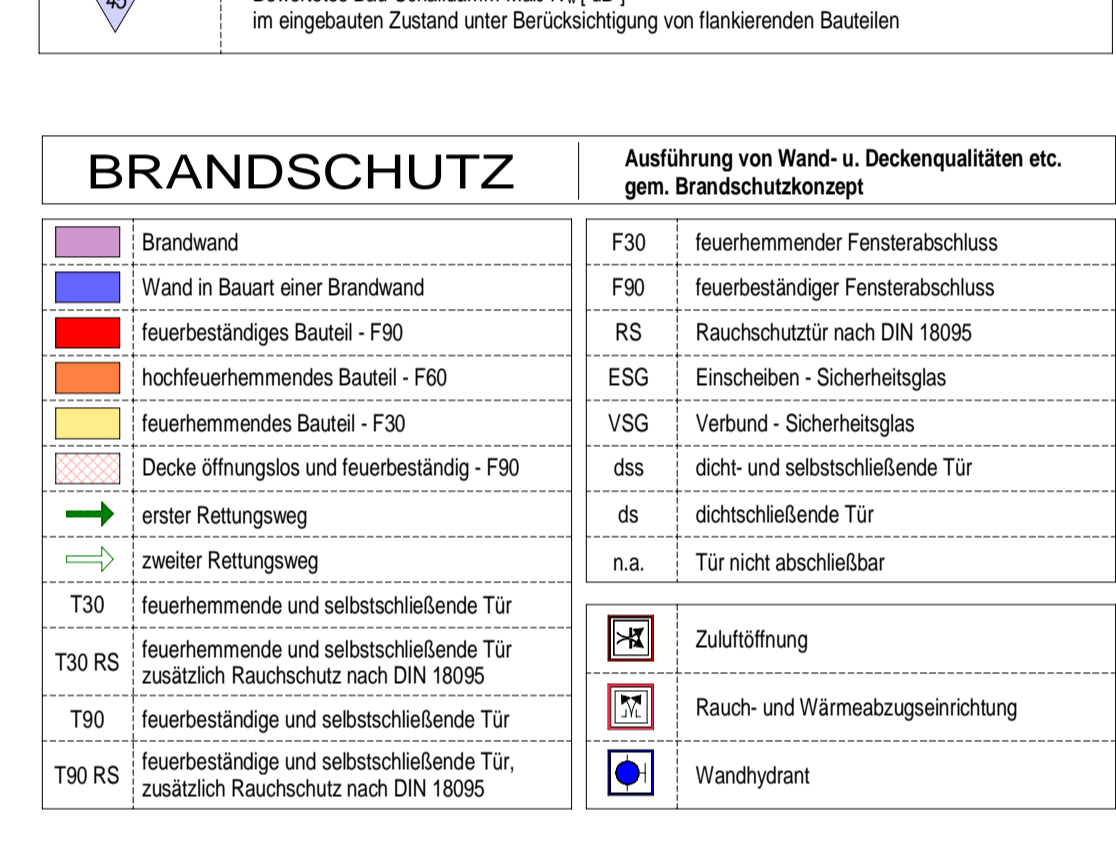 45
im eingebauten Zustand unter Berücksichtigung von flankierenden Bauteilen
BRANDSCHUTZ
Ausführung von Wand- u. Deckenqualitäten etc.
gem. Brandschutzkonzept
Brandwand
Wand in Bauart einer Brandwand
feuerbeständiges Bauteil - F90
hochfeuerhemmendes Bauteil - F60
feuerhemmendes Bauteil - F30
Decke öffnungslos und feuerbeständig - F90
erster Rettungsweg
zweiter Rettungsweg
T30 feuerhemmende und selbstschließende Tür
T30 RS feuerhemmende und selbstschließende Tür
zusätzlich Rauchschutz nach DIN 18095
T90 feuerbeständige und selbstschließende Tür
T90 RS feuerbeständige und selbstschließende Tür,
zusätzlich Rauchschutz nach DIN 18095
F30 feuerhemmender Fensterabschluss
F90 feuerbeständiger Fensterabschluss
RS Rauchschutztür nach DIN 18095
ESG Einscheiben - Sicherheitsglas
VSG Verbund - Sicherheitsglas
dss dicht- und selbstschließende Tür
ds dichtschließende Tür
n.a. Tür nicht abschließbar
Zuluftöffnung
Rauch- und Wärmeabzugseinrichtung
Wandhydrant